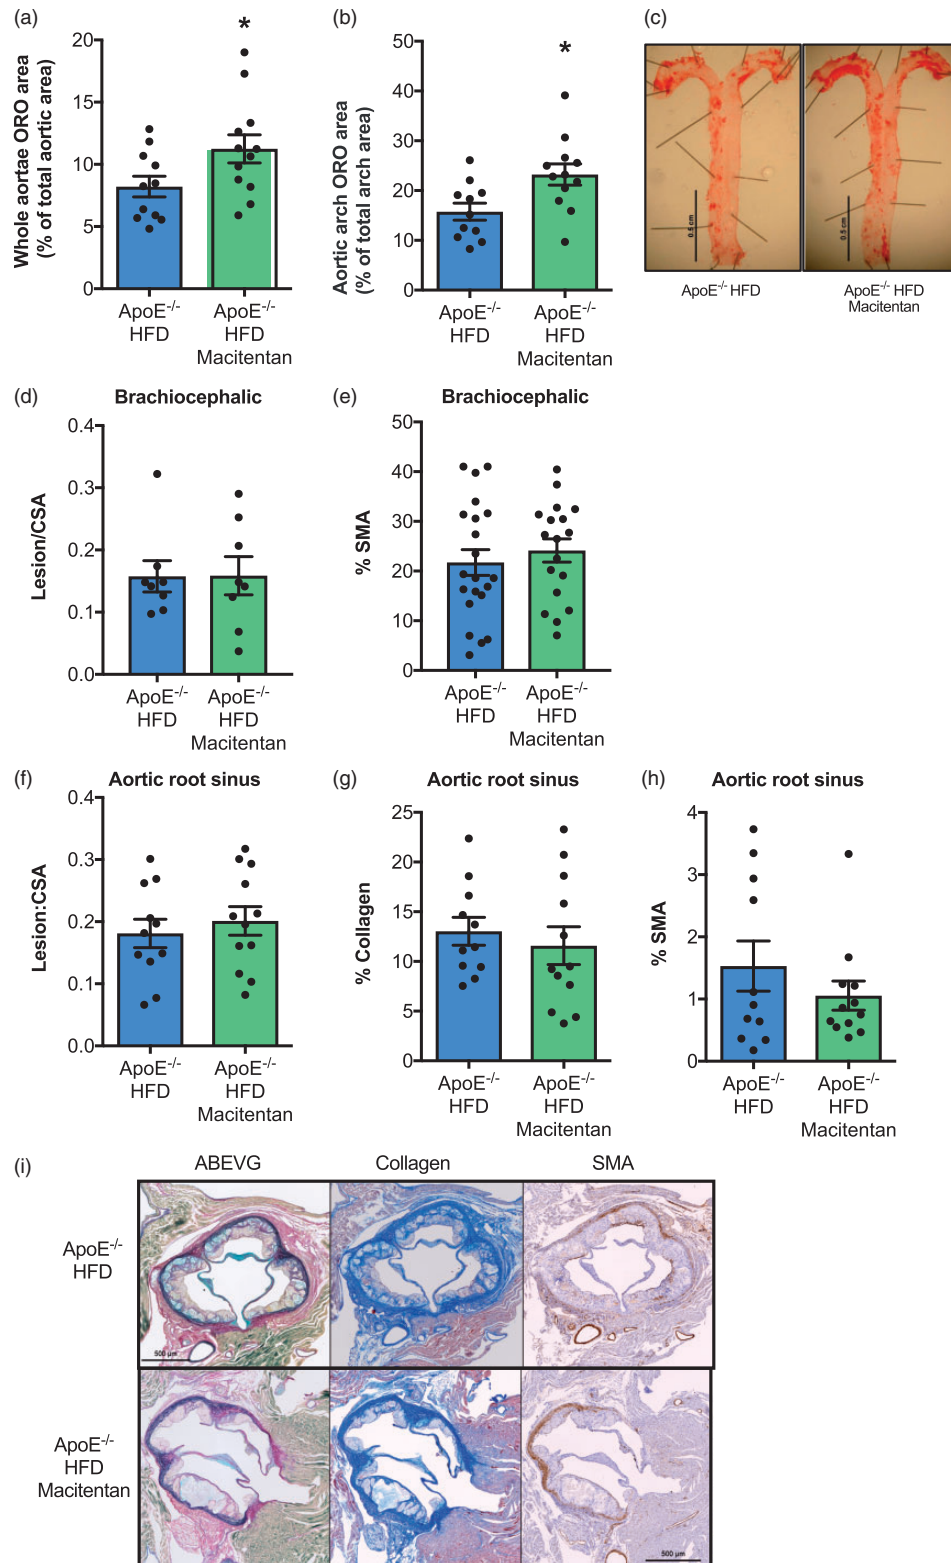 (a)
*
Whole aortae ORO area
(% of total aortic area)
20
15
10
5
0
ApoE-/-
HFD
ApoE-/-
HFD
Macitentan
(b)
*
Aortic arch ORO area
(% of total arch area)
50
40
30
20
10
0
ApoE-/-
HFD
ApoE-/-
HFD
Macitentan
(c)
0.5 cm
0.5 cm
ApoE-/- HFD
ApoE-/- HFD
Macitentan
(d)
Brachiocephalic
Lesion/CSA
0.4
0.3
0.2
0.1
0.0
ApoE-/-
HFD
ApoE-/-
HFD
Macitentan
(e)
Brachiocephalic
% SMA
50
40
30
20
10
0
ApoE-/-
HFD
ApoE-/-
HFD
Macitentan
(f)
Aortic root sinus
Lesion:CSA
0.4
0.3
0.2
0.1
0.0
ApoE-/-
HFD
ApoE-/-
HFD
Macitentan
(g)
Aortic root sinus
% Collagen
25
20
15
10
5
0
ApoE-/-
HFD
ApoE-/-
HFD
Macitentan
(h)
Aortic root sinus
% SMA
4
3
2
1
0
ApoE-/-
HFD
ApoE-/-
HFD
Macitentan
(i)
ABEVG
Collagen
SMA
ApoE-/-
HFD
500 µm
ApoE-/-
HFD
Macitentan
500 µm